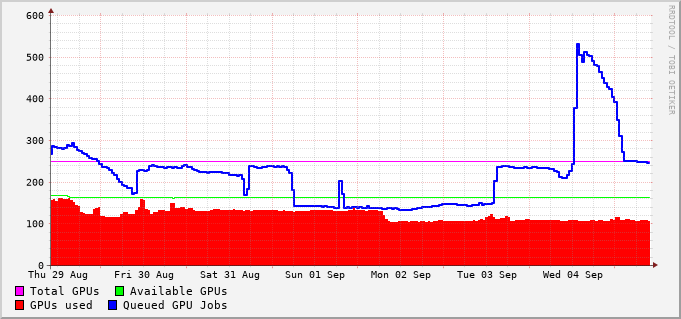 RRDTOOL / TOBI OETIKER
600
500
400
300
200
100
0
Thu 29 Aug Fri 30 Aug Sat 31 Aug Sun 01 Sep Mon 02 Sep Tue 03 Sep Wed 04 Sep
Total GPUs Available GPUs
GPUs used Queued GPU Jobs